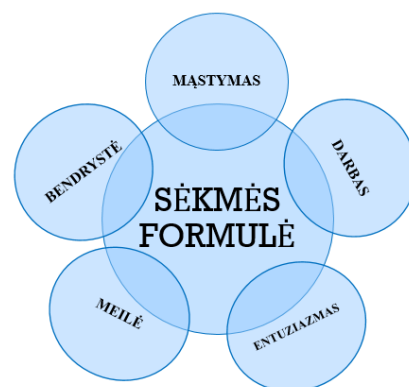 MĄSTYMAS
BENDRYSTĖ
DARBAS
SĖKMĖS
FORMULĖ
MEILĖ
ENTUZIAZMAS